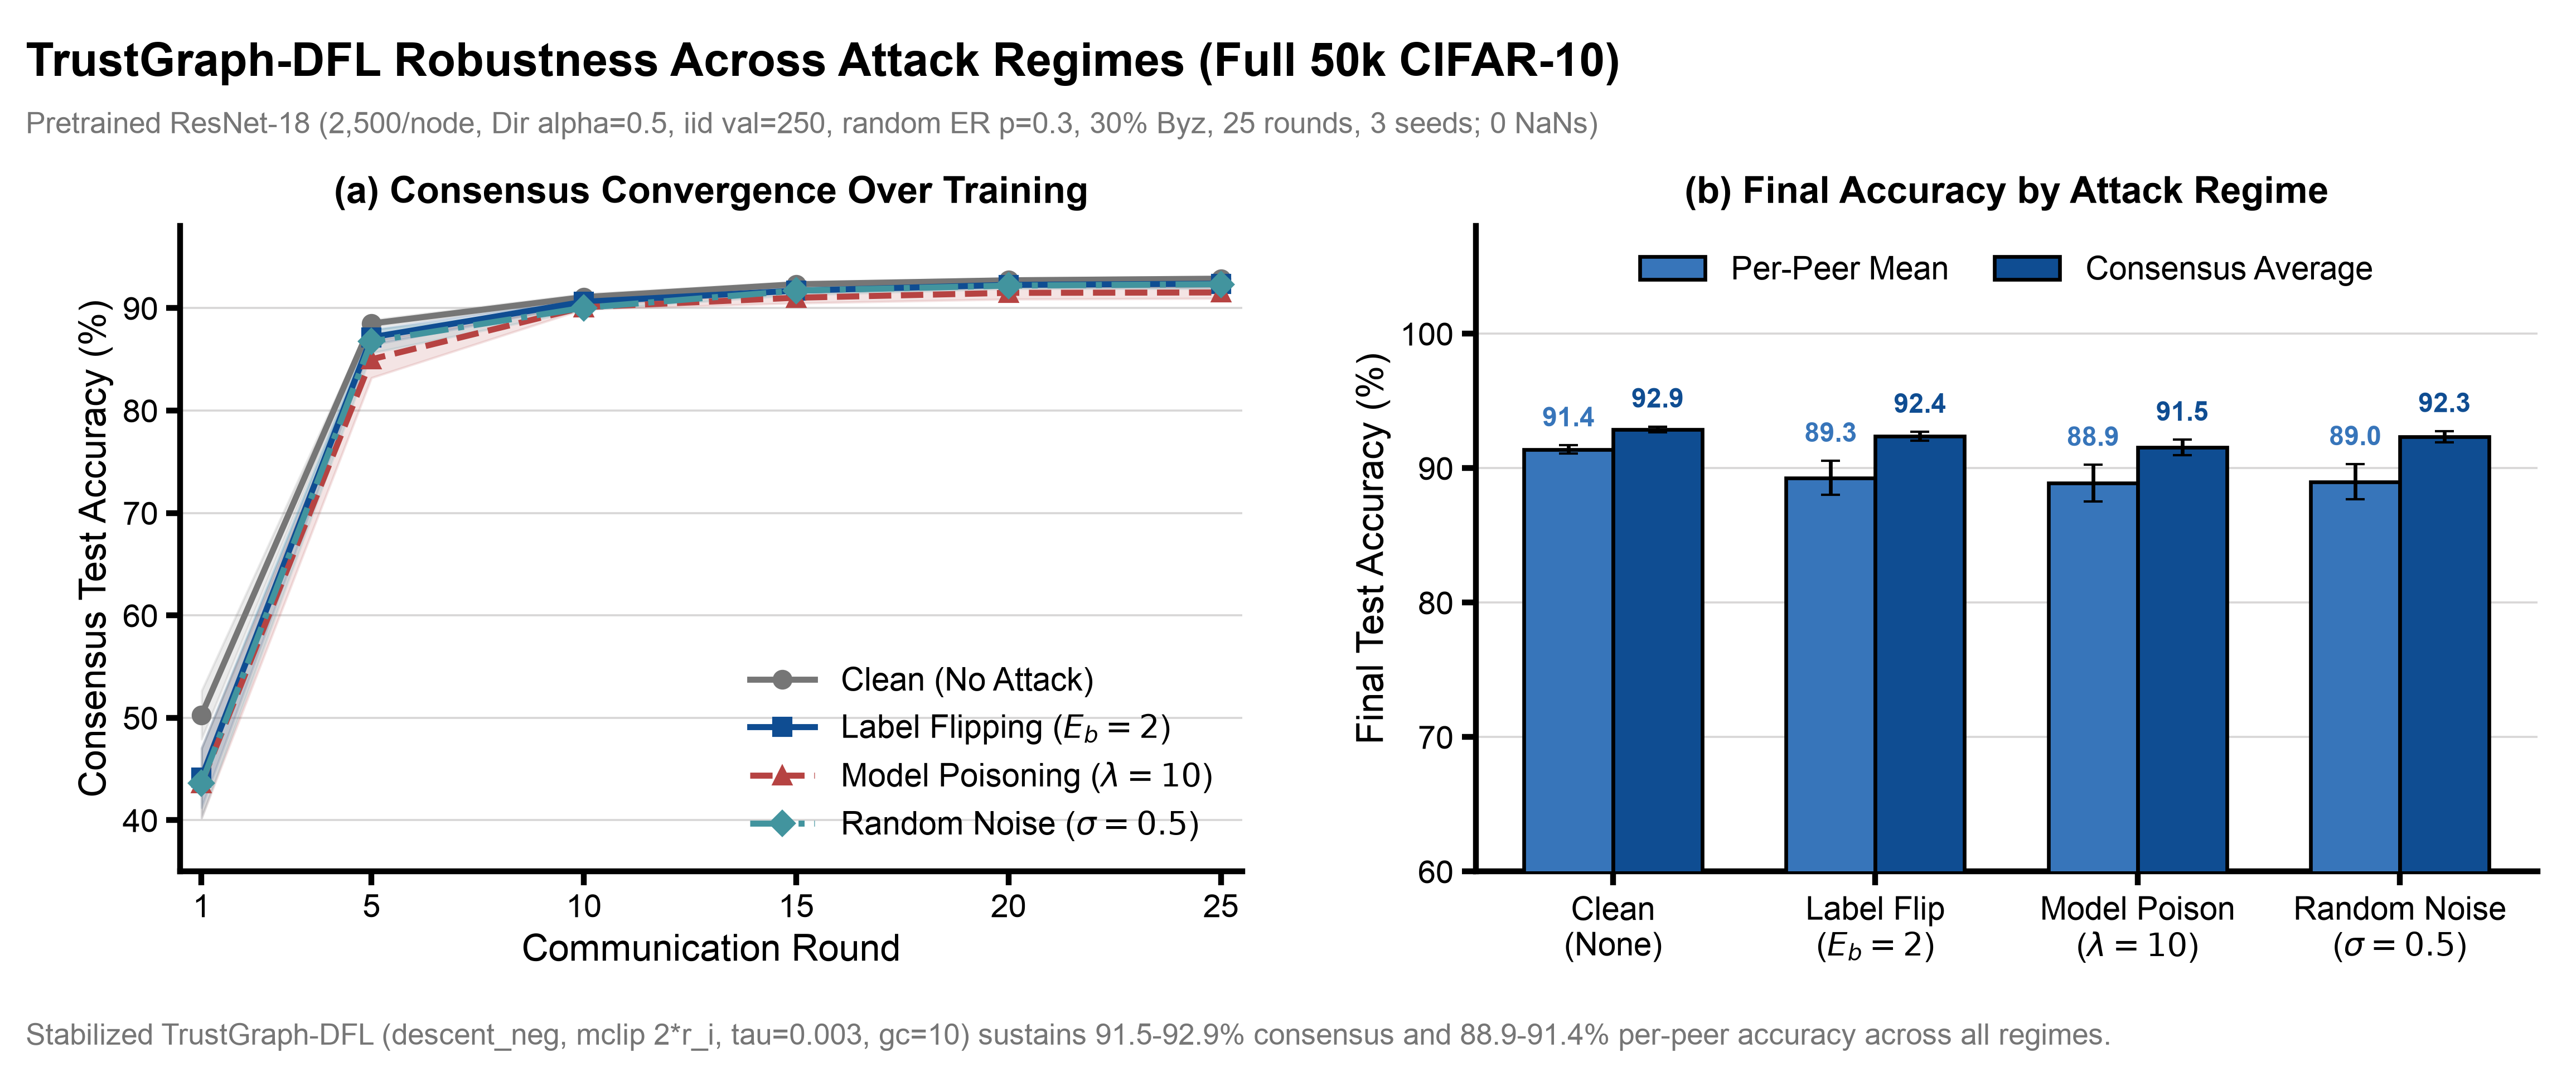 TrustGraph-DFL Robustness Across Attack Regimes (Full 50k CIFAR-10)
Pretrained ResNet-18 (2,500/node, Dir alpha=0.5, iid val=250, random ER p=0.3, 30% Byz, 25 rounds, 3 seeds; 0 NaNs)
(a) Consensus Convergence Over Training
Consensus Test Accuracy (%)
90
80
70
60
50
40
Clean (No Attack)
Label Flipping (E_b = 2)
Model Poisoning (λ = 10)
Random Noise (σ = 0.5)
1 5 10 15 20 25
Communication Round
(b) Final Accuracy by Attack Regime
Per-Peer Mean Consensus Average
Final Test Accuracy (%)
100
90
80
70
60
91.4 92.9 89.3 92.4 88.9 91.5 89.0 92.3
Clean Label Flip Model Poison Random Noise
(None) (E_b = 2) (λ = 10) (σ = 0.5)
Stabilized TrustGraph-DFL (descent_neg, mclip 2*r_i, tau=0.003, gc=10) sustains 91.5-92.9% consensus and 88.9-91.4% per-peer accuracy across all regimes.